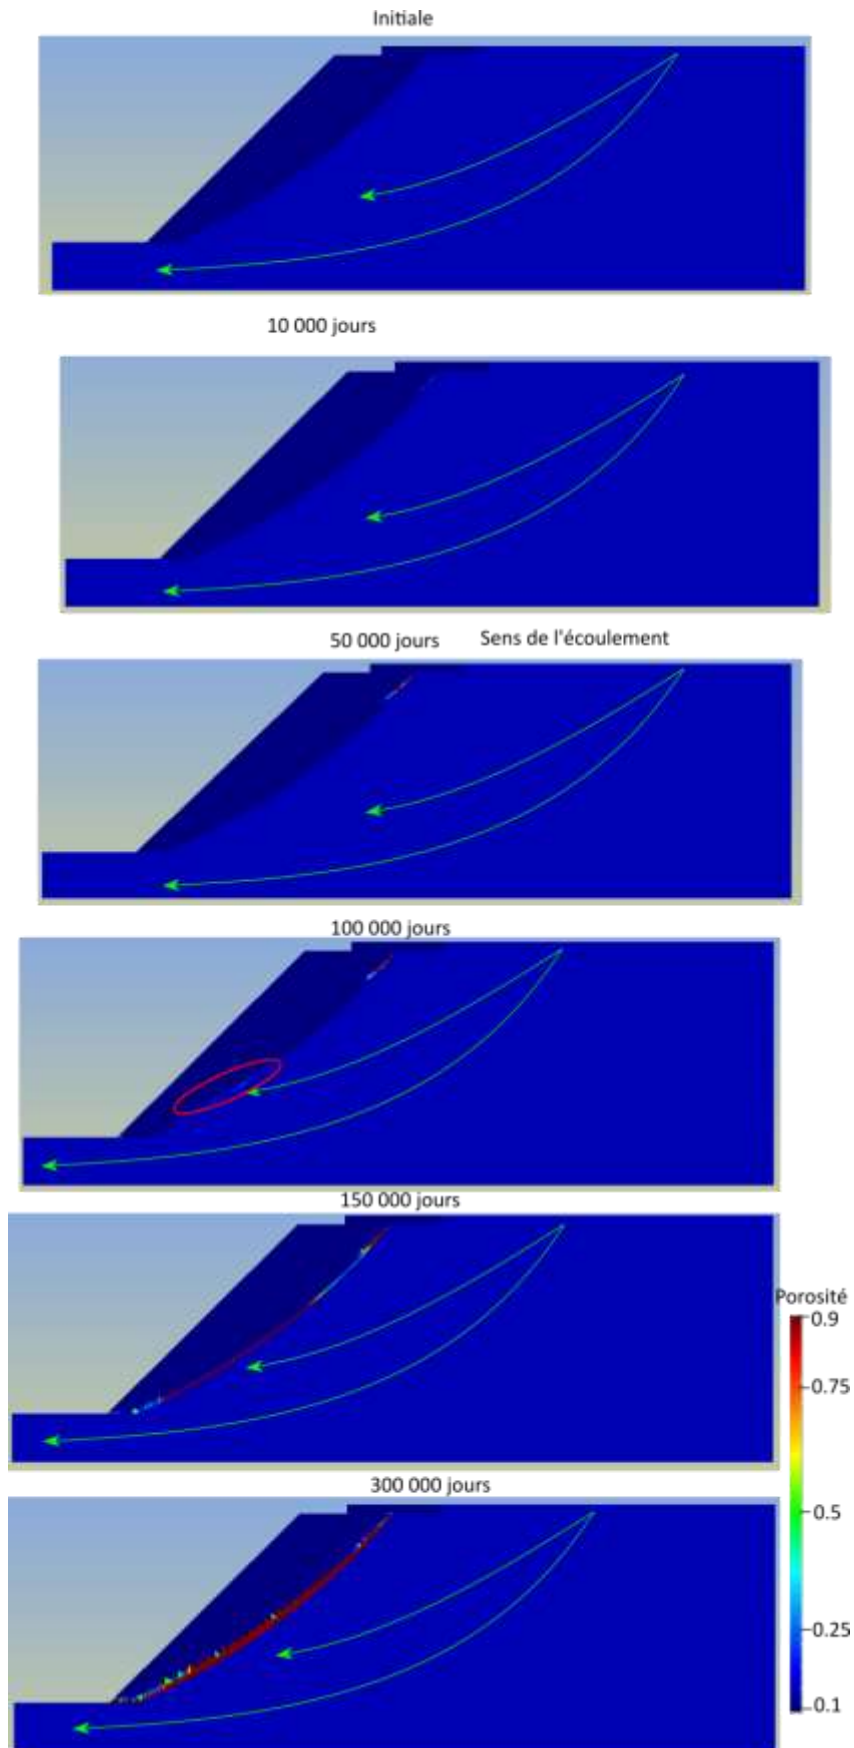 Initiale
10 000 jours
50 000 jours
Sens de l'écoulement
100 000 jours
150 000 jours
Porosité
0.9
0.75
0.5
0.25
0.1
300 000 jours